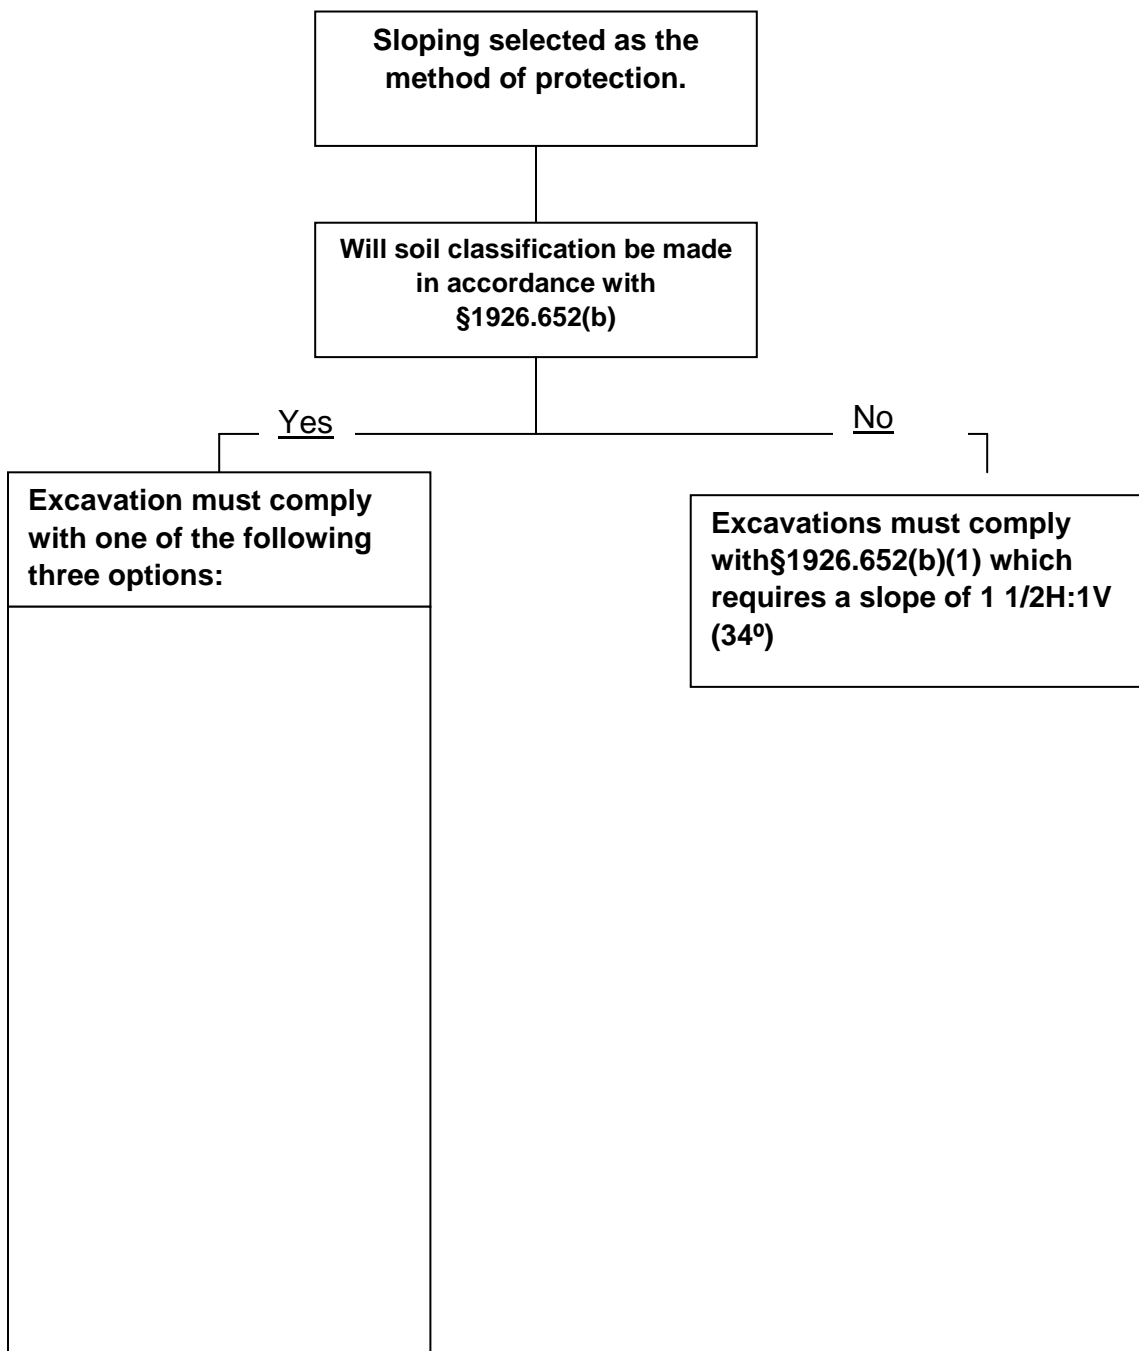 Sloping selected as the
method of protection.
Will soil classification be made
in accordance with
§1926.652(b)
Yes
No
Excavation must comply
with one of the following
three options:
Excavations must comply
with§1926.652(b)(1) which
requires a slope of 1 1/2H:1V
(34º)